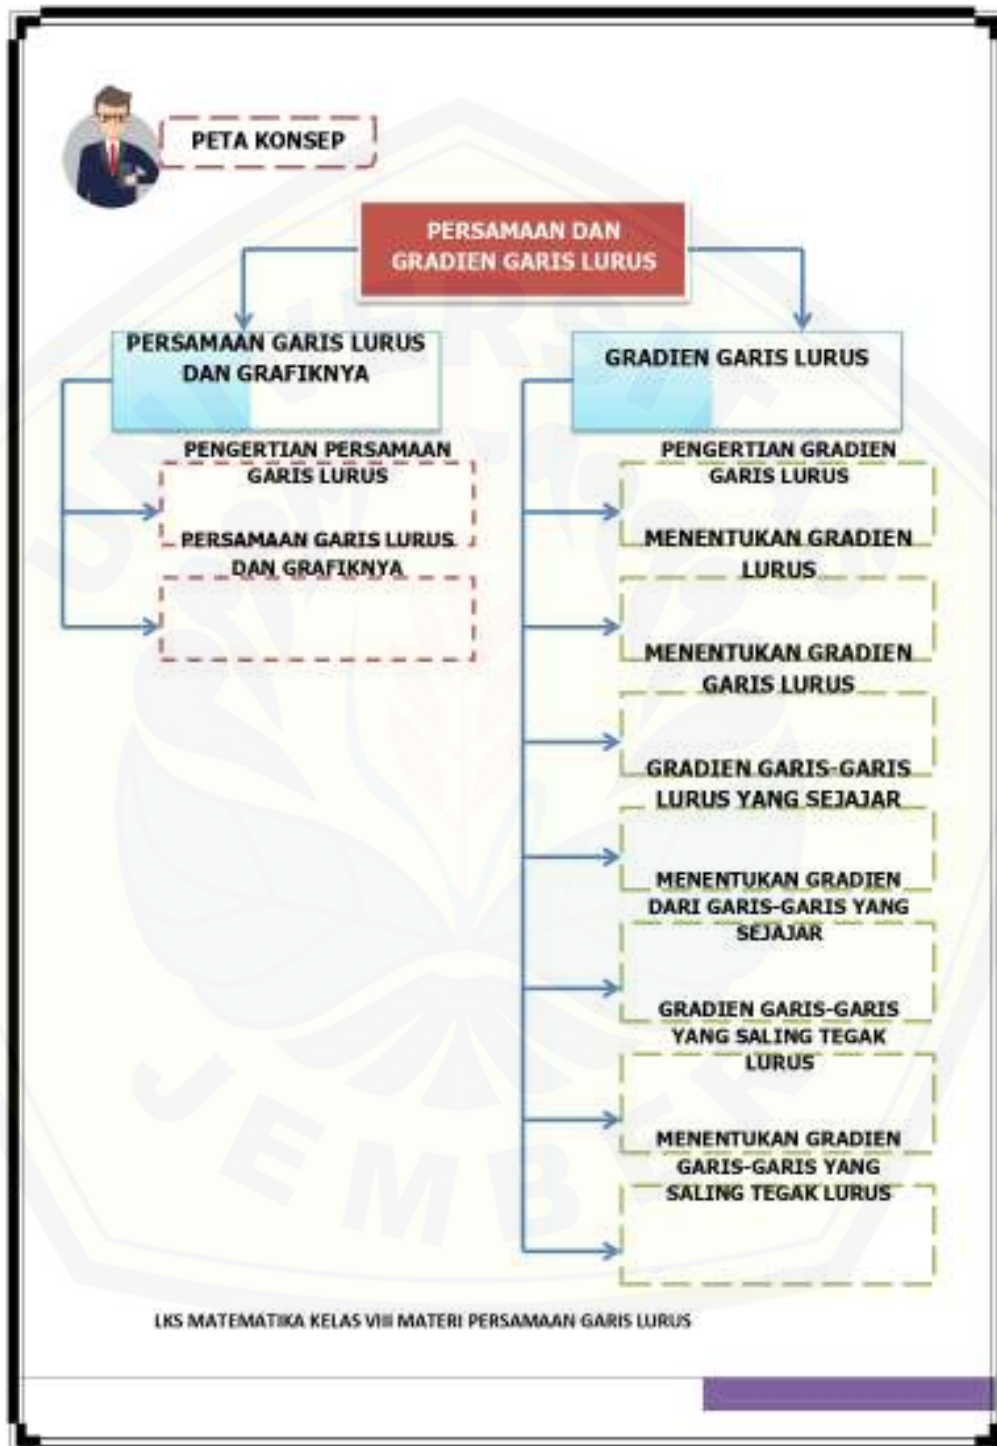 PETA KONSEP
PERSAMAAN DAN
GRADIEN GARIS LURUS
PERSAMAAN GARIS LURUS
DAN GRAFIKNYA
PENGERTIAN PERSAMAAN
GARIS LURUS
PERSAMAAN GARIS LURUS
DAN GRAFIKNYA
GRADIEN GARIS LURUS
PENGERTIAN GRADIEN
GARIS LURUS
MENENTUKAN GRADIEN
LURUS
MENENTUKAN GRADIEN
GARIS LURUS
GRADIEN GARIS-GARIS
LURUS YANG SEJAJAR
MENENTUKAN GRADIEN
DARI GARIS-GARIS YANG
SEJAJAR
GRADIEN GARIS-GARIS
YANG SALING TEGAK
LURUS
MENENTUKAN GRADIEN
GARIS-GARIS YANG
SALING TEGAK LURUS
LKS MATEMATIKA KELAS VIII MATERI PERSAMAAN GARIS LURUS
UNIVERSITAS
JEMBER